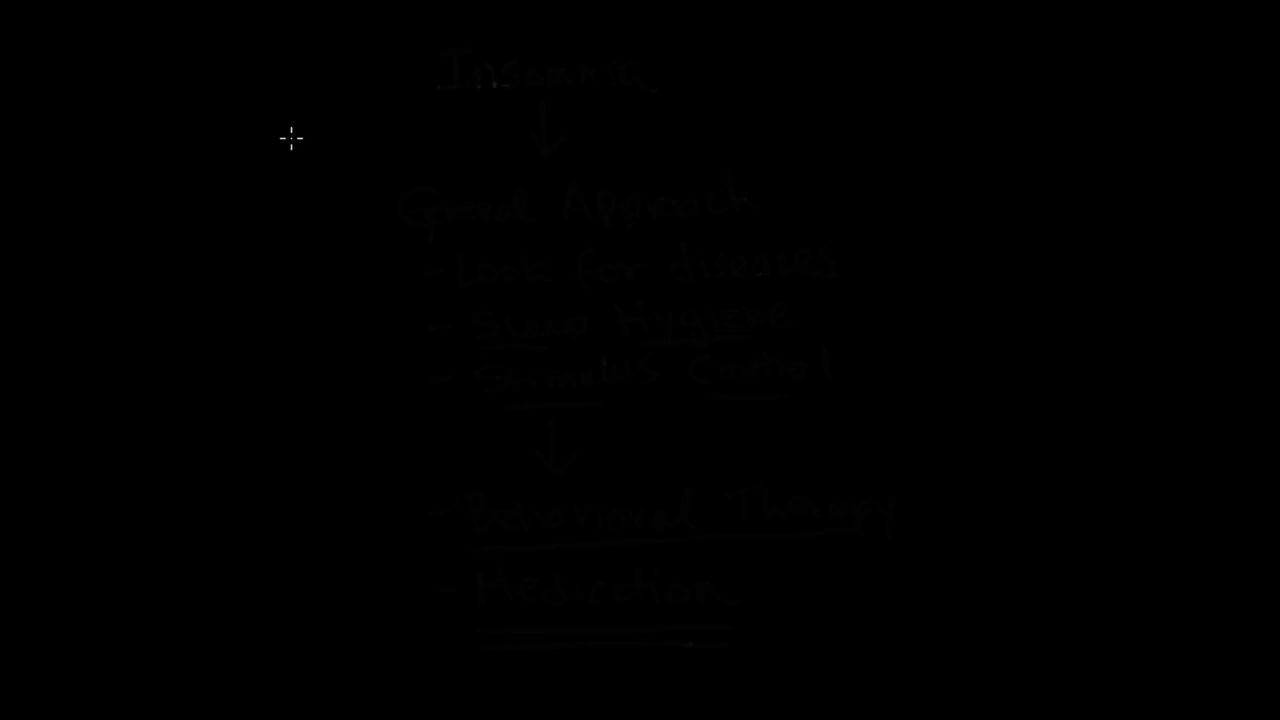 Insomnia
General Approach
- Look for diseases
- Sleep Hygiene
- Stimulus Control
- Behavioral Therapy
- Medication